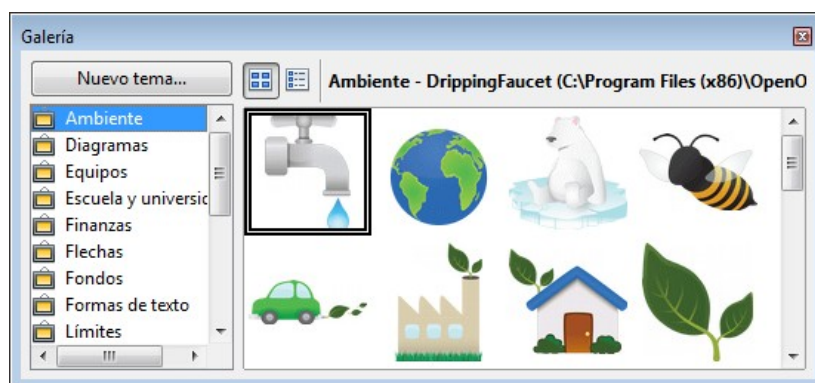 Galería
Nuevo tema...
Ambiente - DrippingFaucet (C:\Program Files (x86)\OpenO
Ambiente
Diagramas
Equipos
Escuela y universic
Finanzas
Flechas
Fondos
Formas de texto
Límites